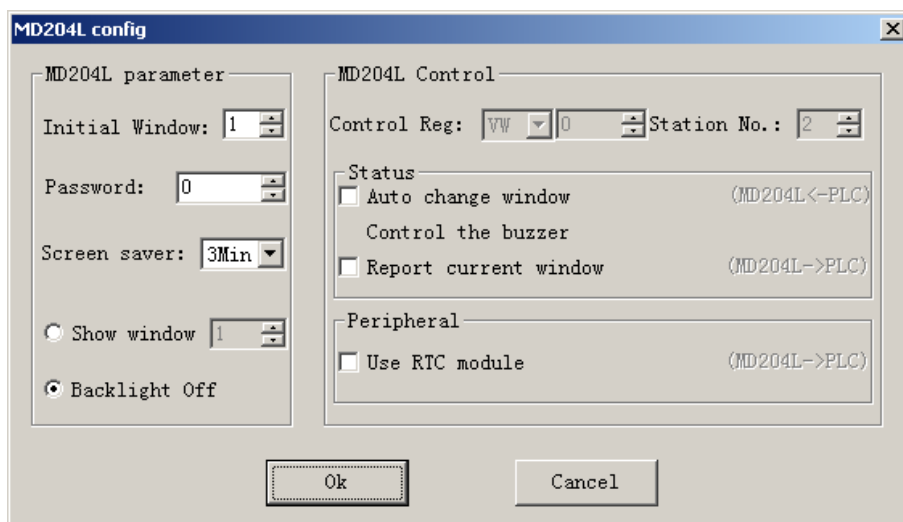 MD204L config
MD204L parameter
Initial Window: 1
Password: 0
Screen saver: 3Min
Show window 1
Backlight Off
MD204L Control
Control Reg: VW 0 Station No.: 2
Status
Auto change window (MD204L<-PLC)
Control the buzzer
Report current window (MD204L->PLC)
Peripheral
Use RTC module (MD204L->PLC)
Ok Cancel